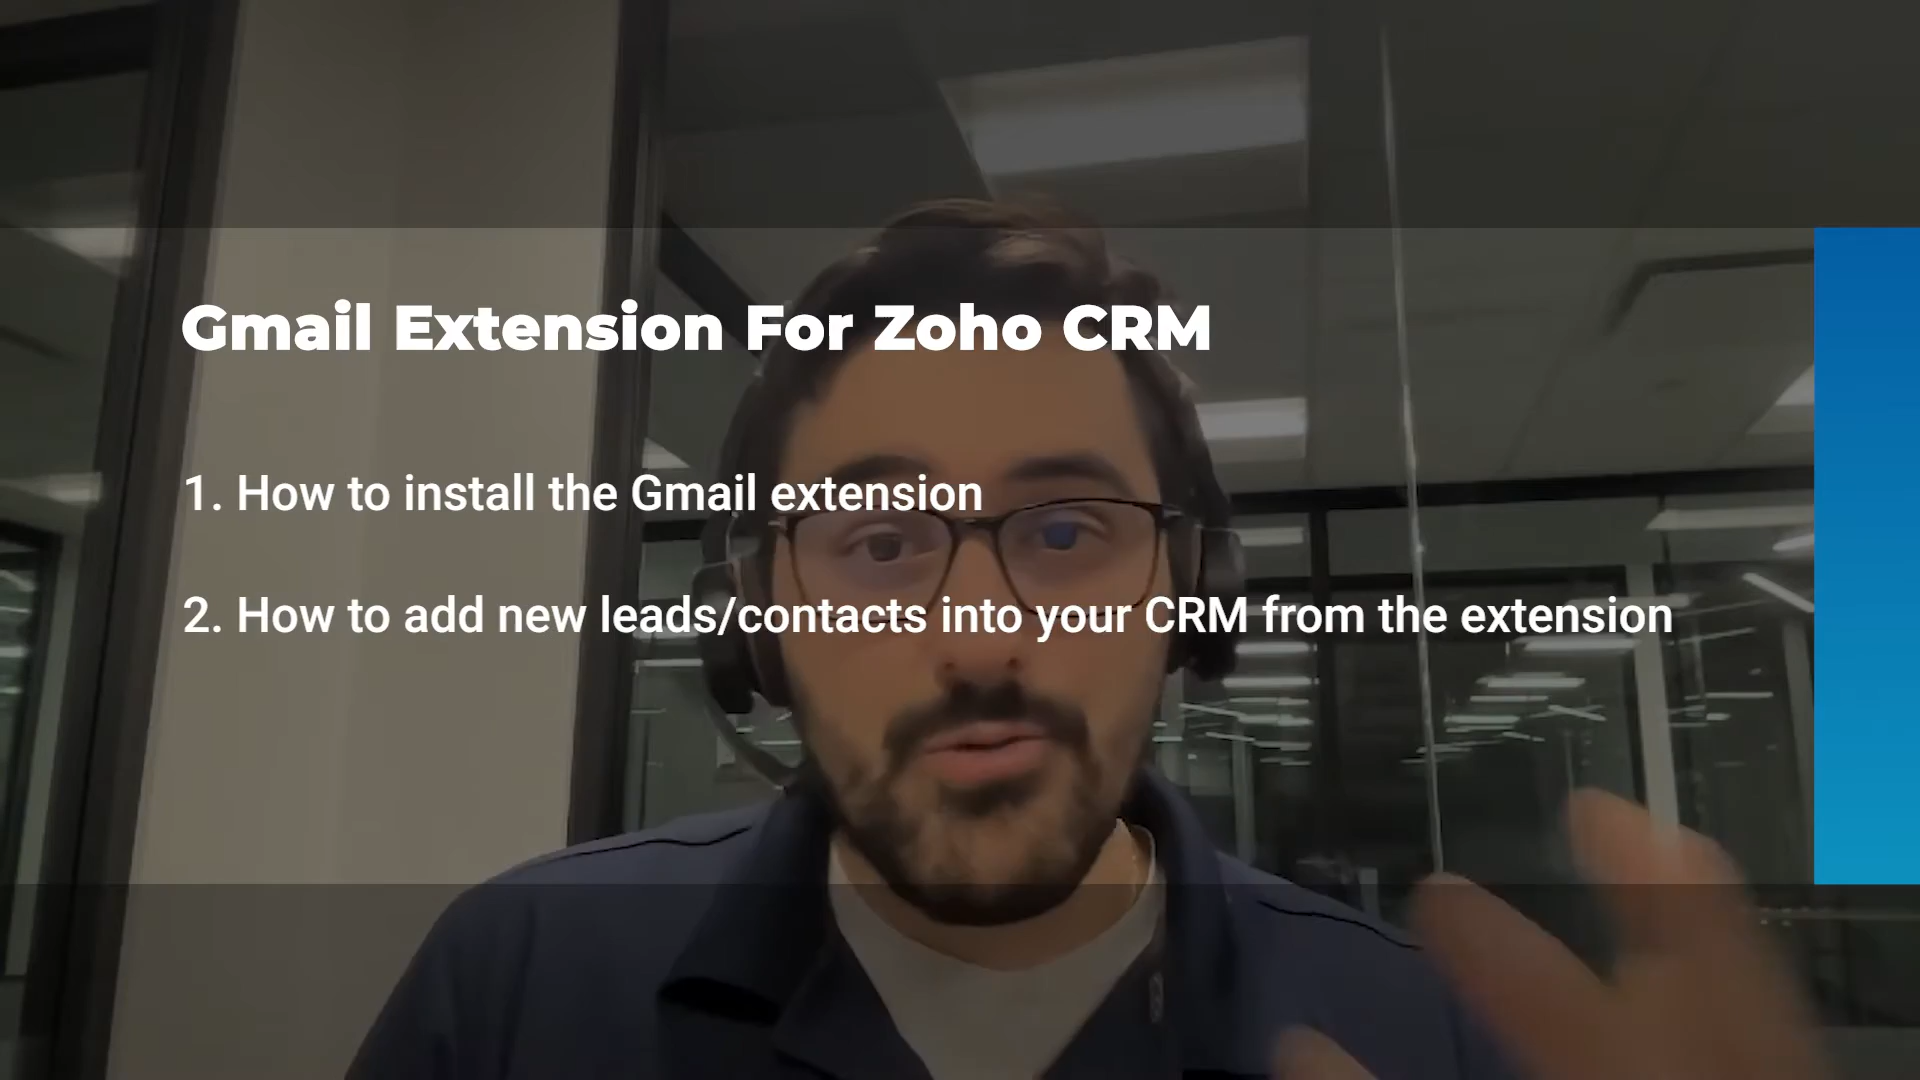 Gmail Extension For Zoho CRM
1. How to install the Gmail extension
2. How to add new leads/contacts into your CRM from the extension